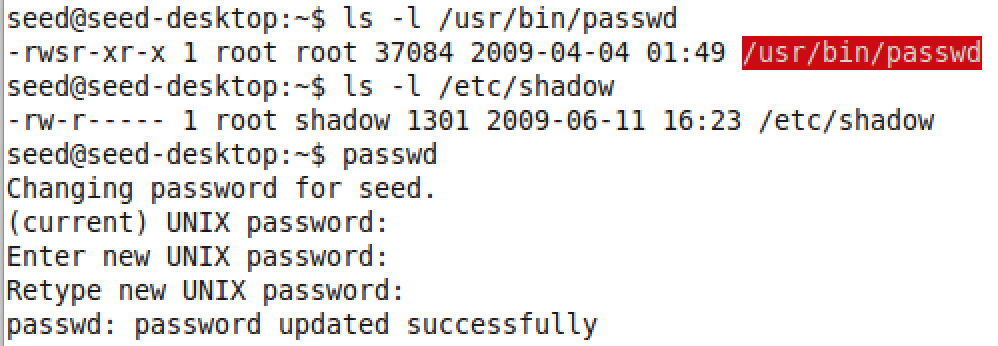 seed@seed-desktop:~$ ls -l /usr/bin/passwd
-rwsr-xr-x 1 root root 37084 2009-04-04 01:49 /usr/bin/passwd
seed@seed-desktop:~$ ls -l /etc/shadow
-rw-r----- 1 root shadow 1301 2009-06-11 16:23 /etc/shadow
seed@seed-desktop:~$ passwd
Changing password for seed.
(current) UNIX password:
Enter new UNIX password:
Retype new UNIX password:
passwd: password updated successfully